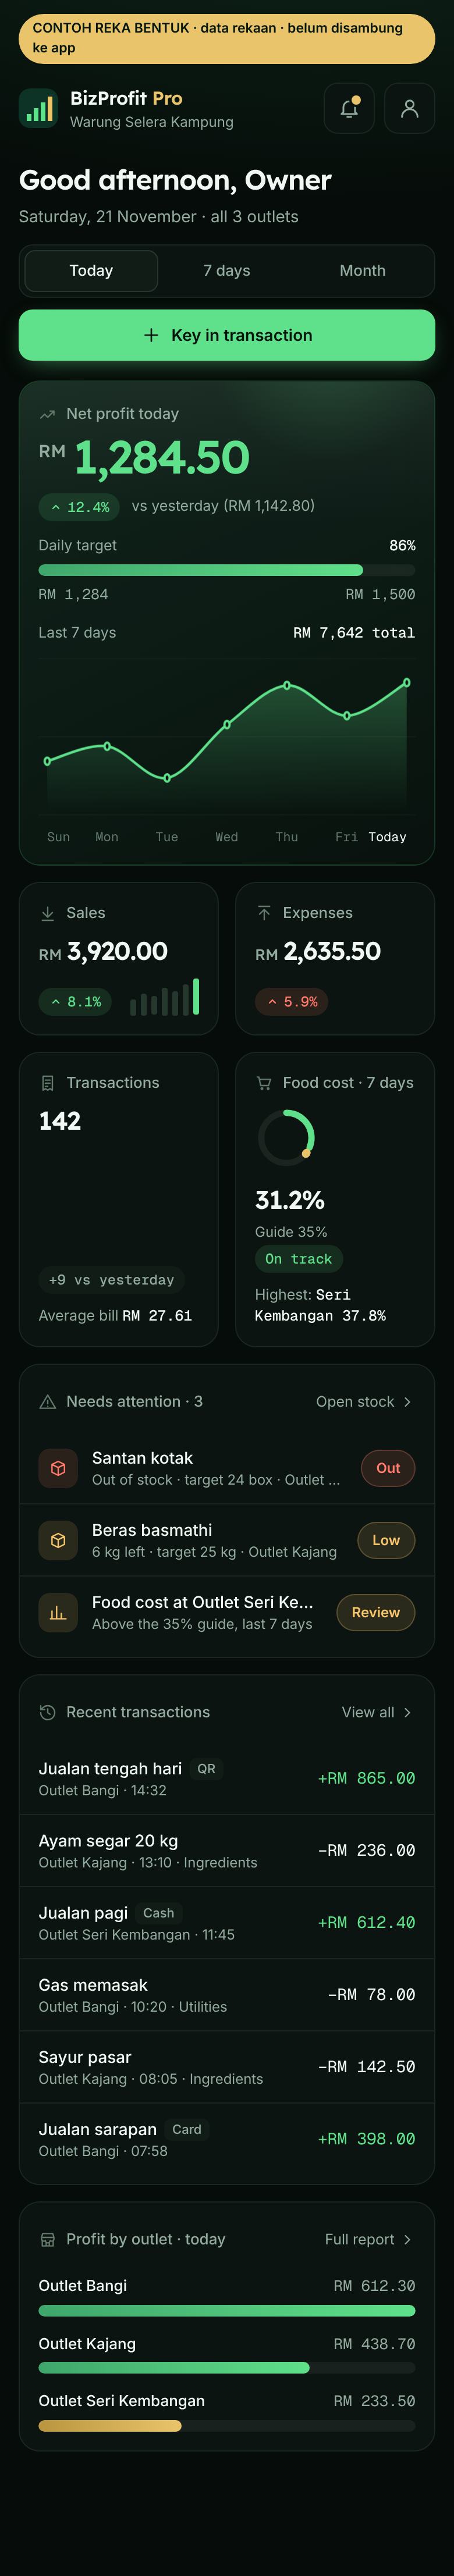 CONTOH REKA BENTUK · data rekaan · belum disambung
ke app
BizProfit Pro
Warung Selera Kampung
Good afternoon, Owner
Saturday, 21 November · all 3 outlets
Today 7 days Month
+ Key in transaction
Net profit today
RM 1,284.50
12.4% vs yesterday (RM 1,142.80)
Daily target 86%
RM 1,284 RM 1,500
Last 7 days RM 7,642 total
Sun Mon Tue Wed Thu Fri Today
Sales
RM 3,920.00
8.1%
Expenses
RM 2,635.50
5.9%
Transactions
142
+9 vs yesterday
Average bill RM 27.61
Food cost · 7 days
31.2%
Guide 35%
On track
Highest: Seri
Kembangan 37.8%
Needs attention · 3 Open stock
Santan kotak
Out of stock · target 24 box · Outlet ...
Out
Beras basmathi
6 kg left · target 25 kg · Outlet Kajang
Low
Food cost at Outlet Seri Ke...
Above the 35% guide, last 7 days
Review
Recent transactions View all
Jualan tengah hari QR
Outlet Bangi · 14:32
+RM 865.00
Ayam segar 20 kg
Outlet Kajang · 13:10 · Ingredients
−RM 236.00
Jualan pagi Cash
Outlet Seri Kembangan · 11:45
+RM 612.40
Gas memasak
Outlet Bangi · 10:20 · Utilities
−RM 78.00
Sayur pasar
Outlet Kajang · 08:05 · Ingredients
−RM 142.50
Jualan sarapan Card
Outlet Bangi · 07:58
+RM 398.00
Profit by outlet · today Full report
Outlet Bangi RM 612.30
Outlet Kajang RM 438.70
Outlet Seri Kembangan RM 233.50